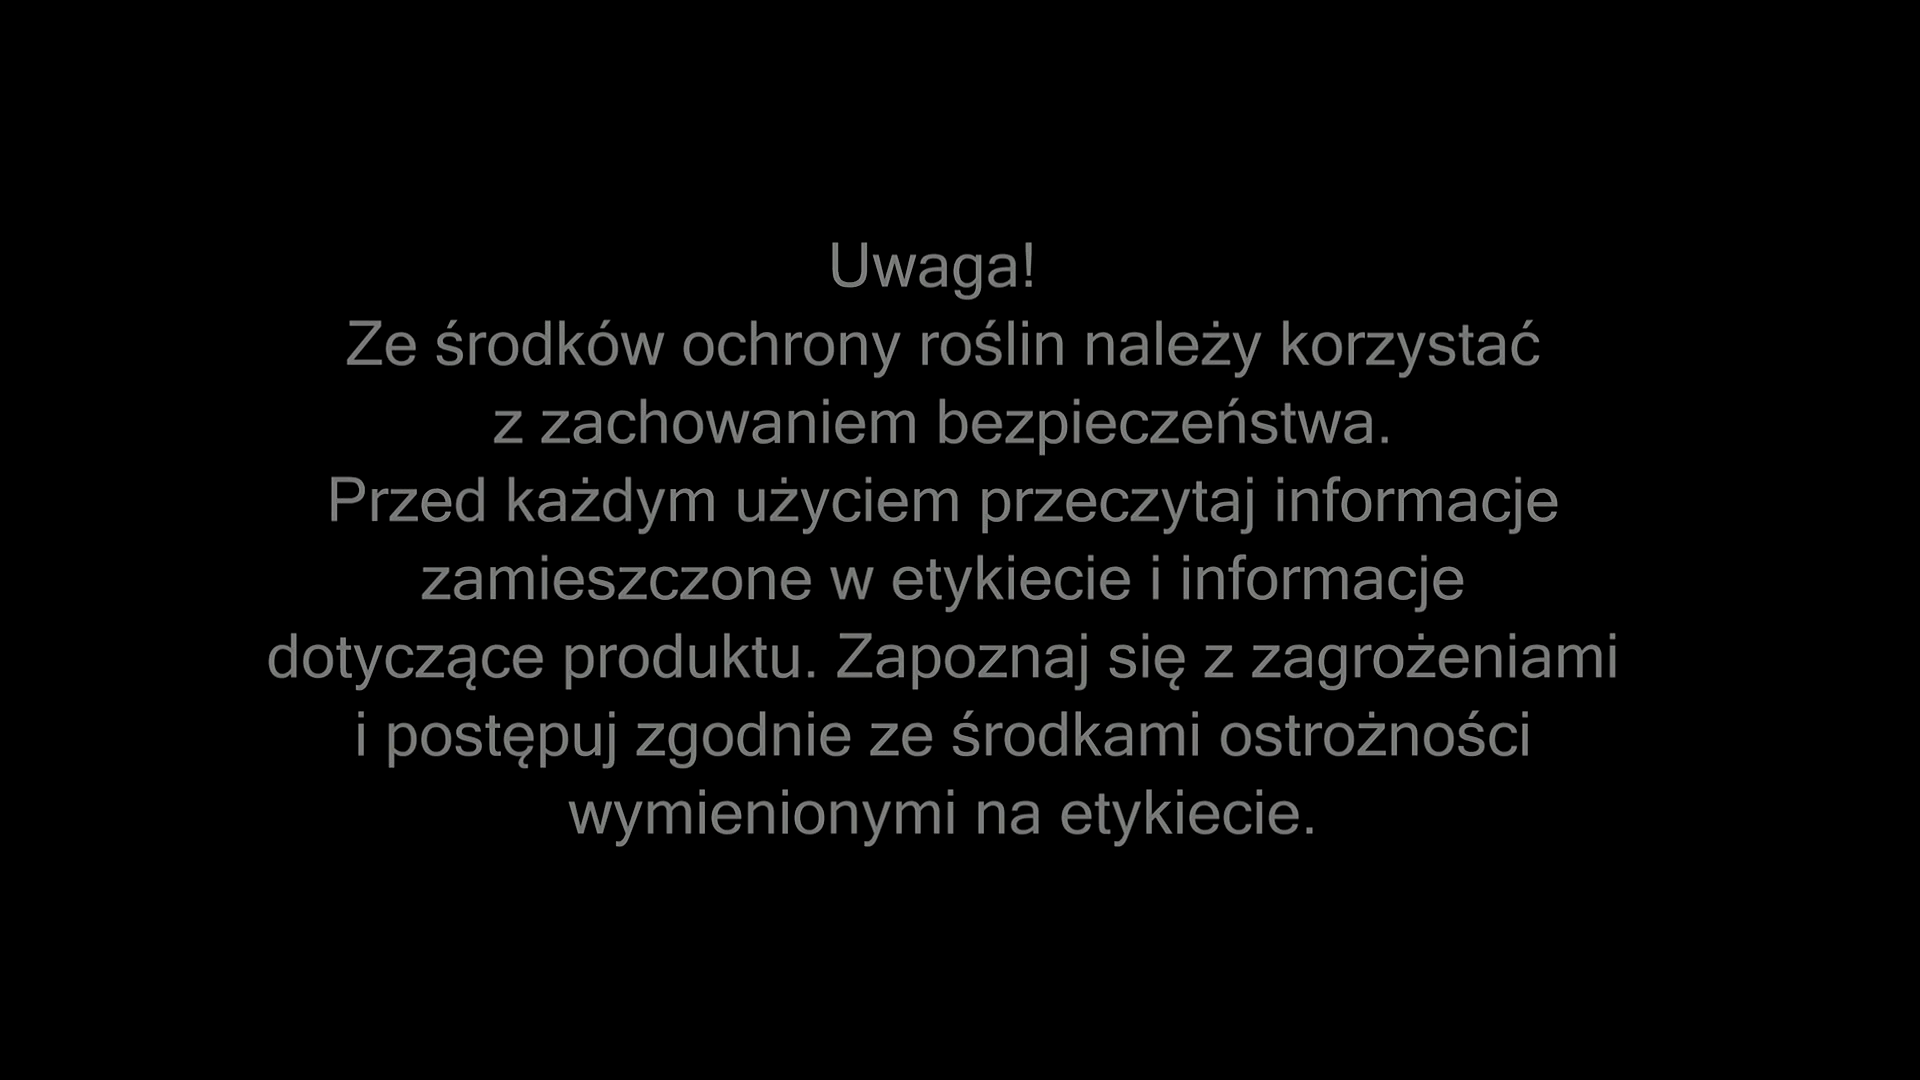 Uwaga!
Ze środków ochrony roślin należy korzystać
z zachowaniem bezpieczeństwa.
Przed każdym użyciem przeczytaj informacje
zamieszczone w etykiecie i informacje
dotyczące produktu. Zapoznaj się z zagrożeniami
i postępuj zgodnie ze środkami ostrożności
wymienionymi na etykiecie.